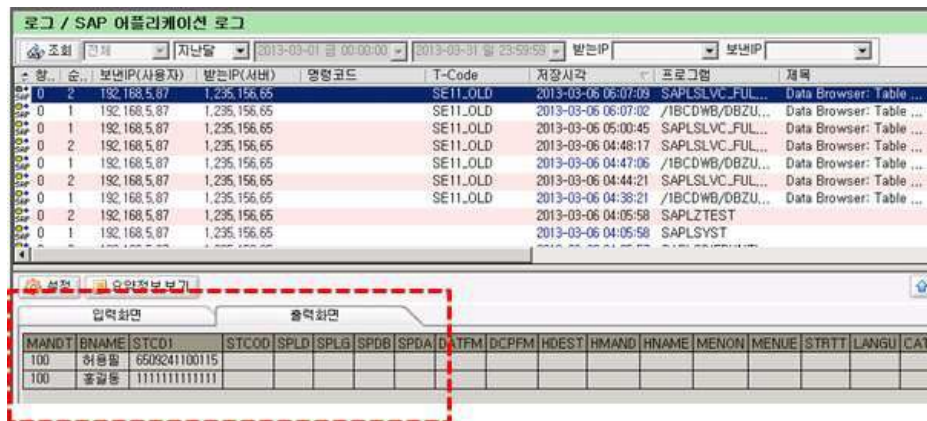 로그 / SAP 어플리케이션 로그
조회 전체 지난달 2013-03-01 금 00:00:00 2013-03-31 일 23:59:59 받는IP 보낸IP
창.. 순.. 보낸IP(사용자) 받는IP(서버) 명령코드 T-Code 저장시각 프로그램 제목
0 2 192,168,5,87 1,235,156,65 SE11_OLD 2013-03-06 06:07:09 SAPLSLVC_FUL... Data Browser: Table ...
0 1 192,168,5,87 1,235,156,65 SE11_OLD 2013-03-06 06:07:02 /1BCDWB/DBZU... Data Browser: Table ...
0 1 192,168,5,87 1,235,156,65 SE11_OLD 2013-03-06 05:00:45 SAPLSLVC_FUL... Data Browser: Table ...
0 2 192,168,5,87 1,235,156,65 SE11_OLD 2013-03-06 04:48:17 SAPLSLVC_FUL... Data Browser: Table ...
0 1 192,168,5,87 1,235,156,65 SE11_OLD 2013-03-06 04:47:06 /1BCDWB/DBZU... Data Browser: Table ...
0 2 192,168,5,87 1,235,156,65 SE11_OLD 2013-03-06 04:44:21 SAPLSLVC_FUL... Data Browser: Table ...
0 1 192,168,5,87 1,235,156,65 SE11_OLD 2013-03-06 04:38:21 /1BCDWB/DBZU... Data Browser: Table ...
0 2 192,168,5,87 1,235,156,65 2013-03-06 04:05:58 SAPLZTEST
0 1 192,168,5,87 1,235,156,65 2013-03-06 04:05:58 SAPLSYST
설정 요약정보 보기
입력화면 출력화면
MANDT BNAME STCD1 STCOD SPLD SPLG SPDB SPDA DATFM DCPFM HDEST HMAND HNAME MENON MENUE STRTT LANGU CAT
100 허용필 6509241100115
100 홍길동 1111111111111